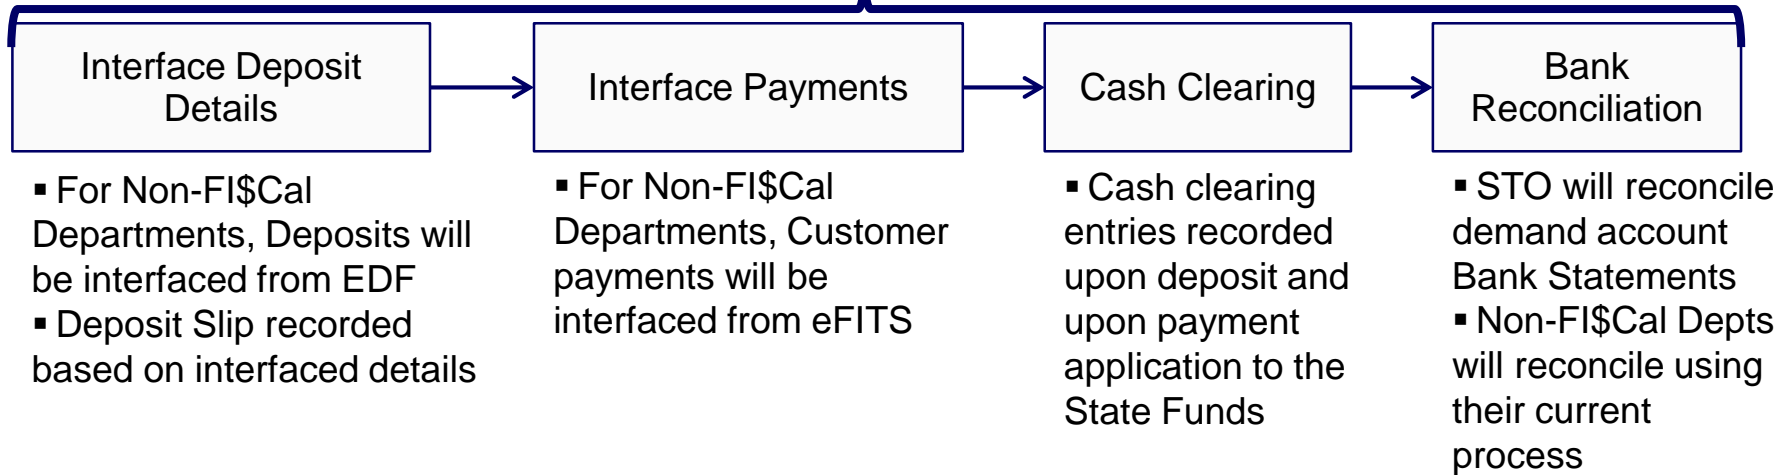 Interface Deposit
Details
Interface Payments
Cash Clearing
Bank
Reconciliation
▪ For Non-FI$Cal
Departments, Deposits will
be interfaced from EDF
▪ Deposit Slip recorded
based on interfaced details
▪ For Non-FI$Cal
Departments, Customer
payments will be
interfaced from eFITS
▪ Cash clearing
entries recorded
upon deposit and
upon payment
application to the
State Funds
▪ STO will reconcile
demand account
Bank Statements
▪ Non-FI$Cal Depts
will reconcile using
their current
process